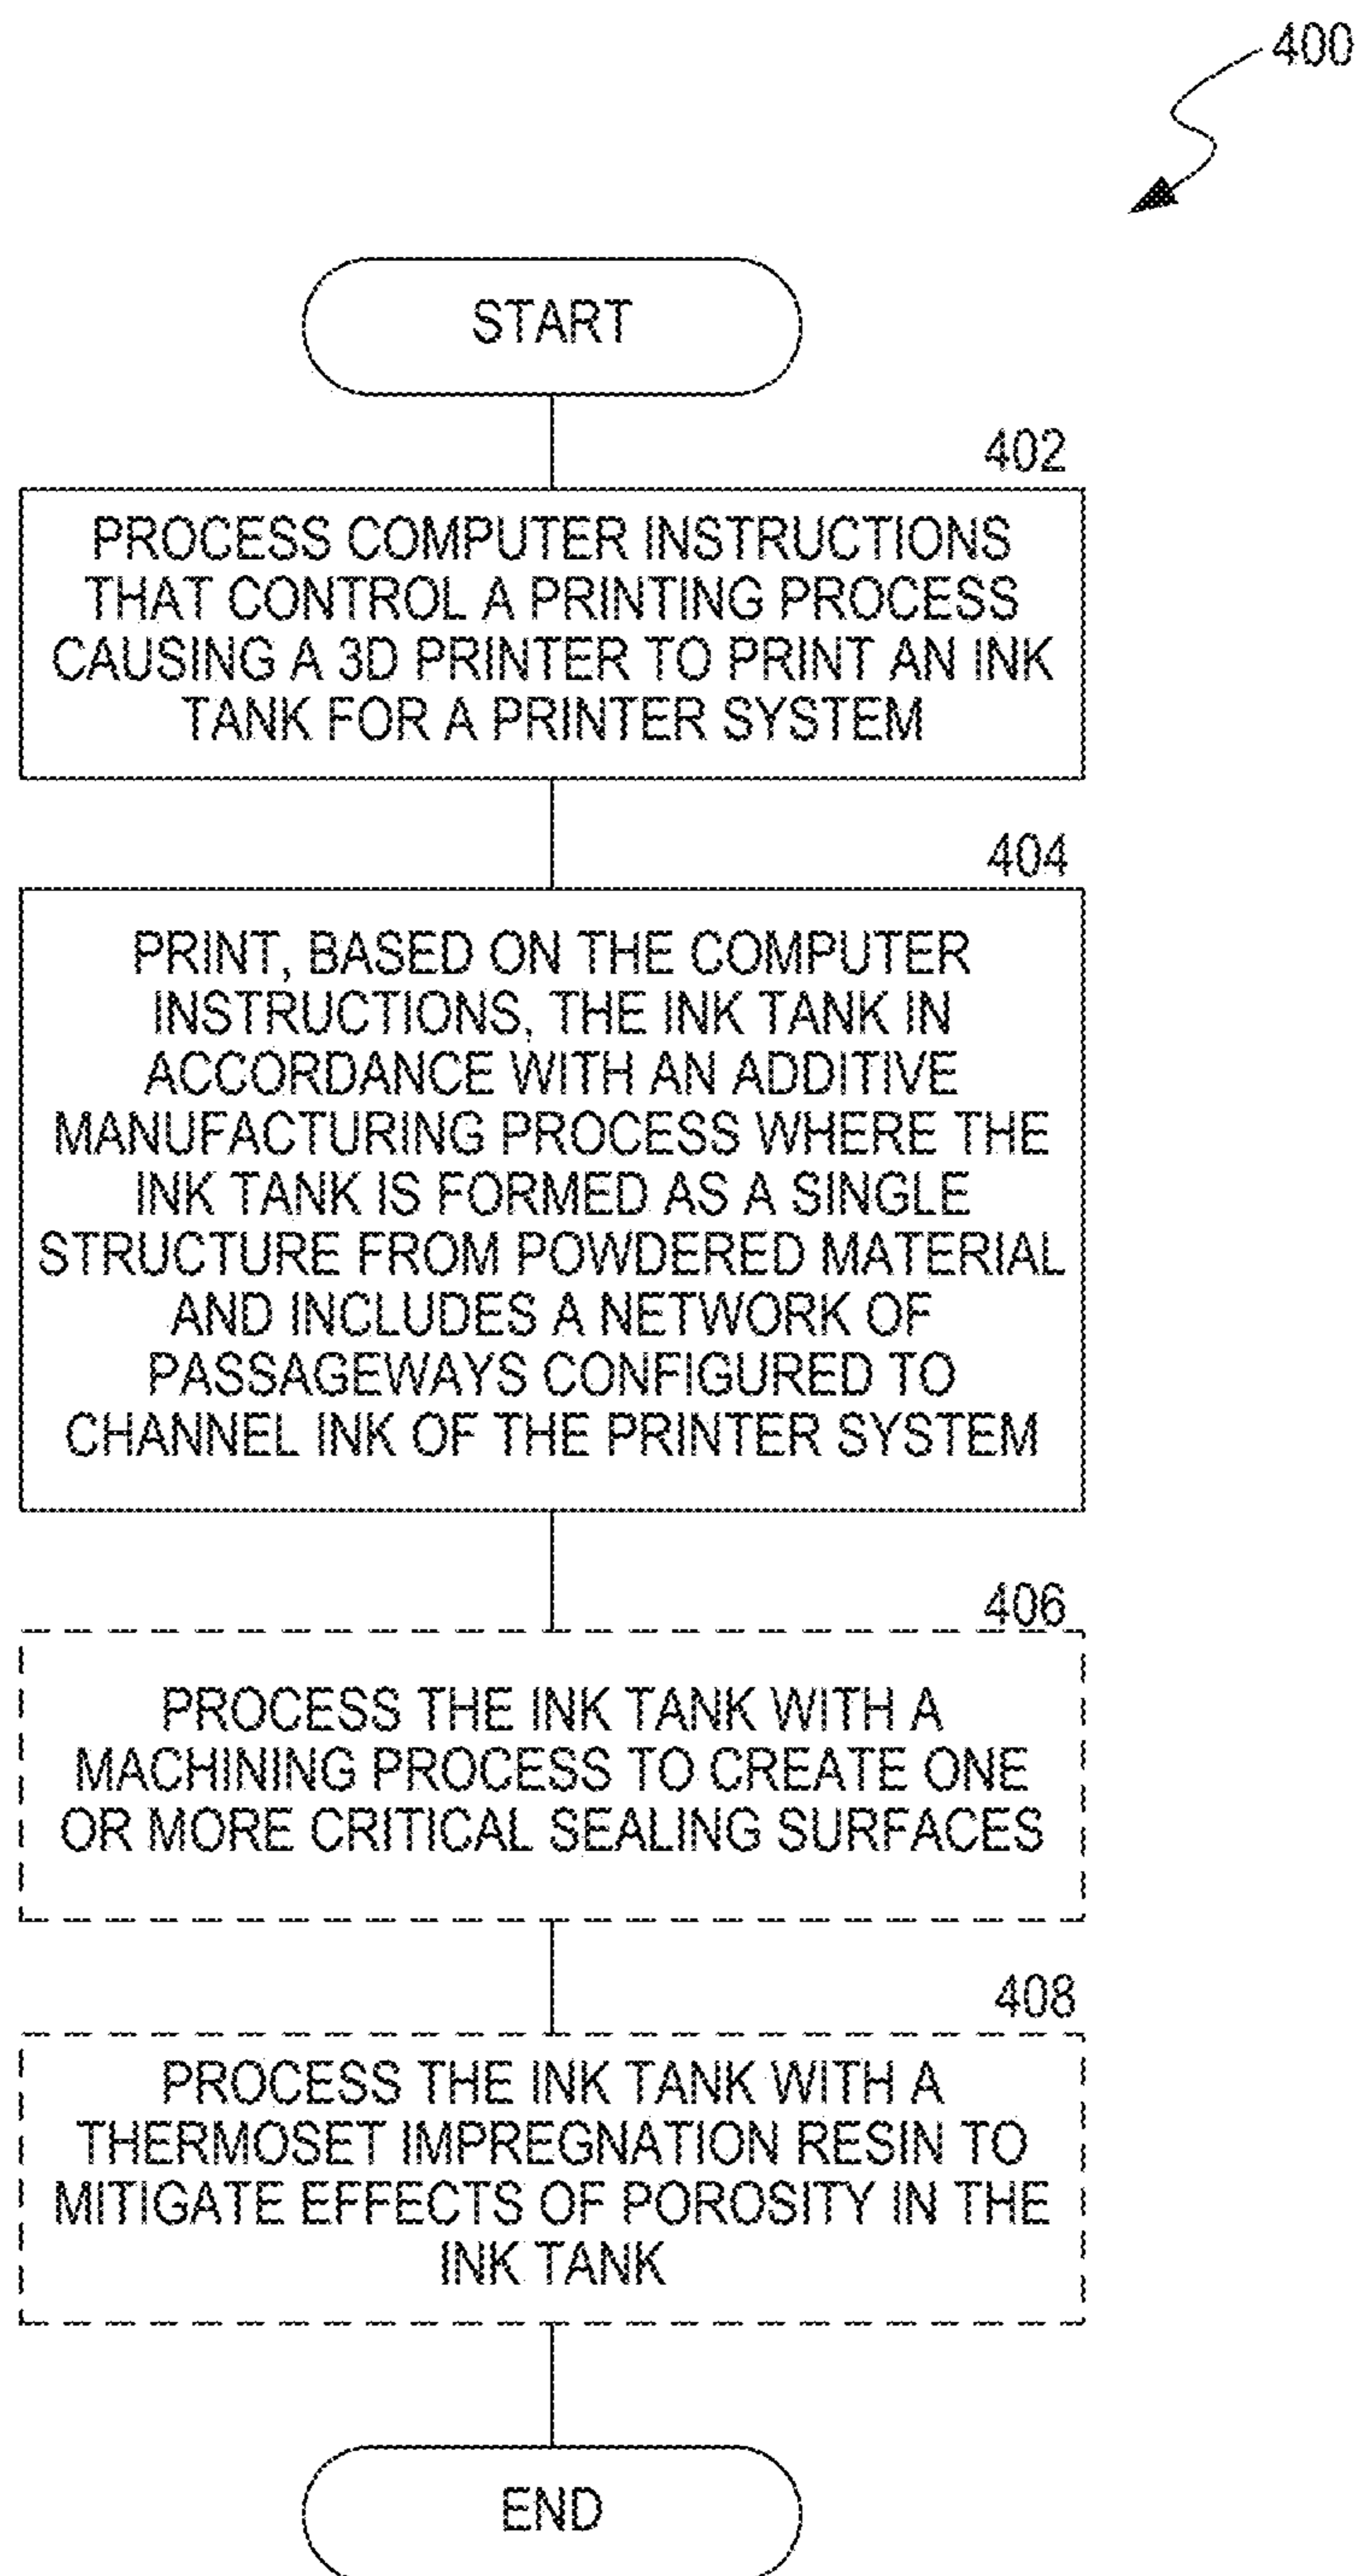 400
START
402
PROCESS COMPUTER INSTRUCTIONS
THAT CONTROL A PRINTING PROCESS
CAUSING A 3D PRINTER TO PRINT AN INK
TANK FOR A PRINTER SYSTEM
404
PRINT, BASED ON THE COMPUTER
INSTRUCTIONS, THE INK TANK IN
ACCORDANCE WITH AN ADDITIVE
MANUFACTURING PROCESS WHERE THE
INK TANK IS FORMED AS A SINGLE
STRUCTURE FROM POWDERED MATERIAL
AND INCLUDES A NETWORK OF
PASSAGEWAYS CONFIGURED TO
CHANNEL INK OF THE PRINTER SYSTEM
406
PROCESS THE INK TANK WITH A
MACHINING PROCESS TO CREATE ONE
OR MORE CRITICAL SEALING SURFACES
408
PROCESS THE INK TANK WITH A
THERMOSET IMPREGNATION RESIN TO
MITIGATE EFFECTS OF POROSITY IN THE
INK TANK
END